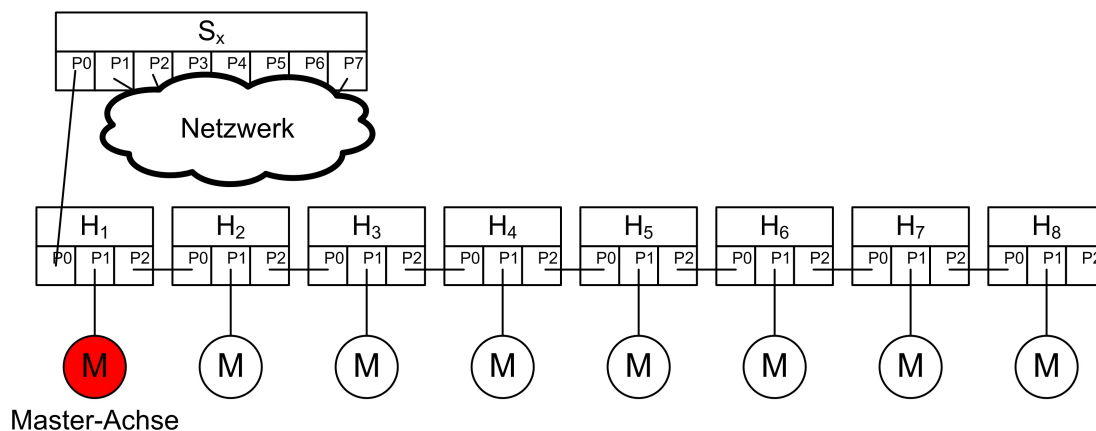 Sx
P0 P1 P2 P3 P4 P5 P6 P7
Netzwerk
H1 H2 H3 H4 H5 H6 H7 H8
P0 P1 P2 P0 P1 P2 P0 P1 P2 P0 P1 P2 P0 P1 P2 P0 P1 P2 P0 P1 P2 P0 P1 P2
M M M M M M M M
Master-Achse